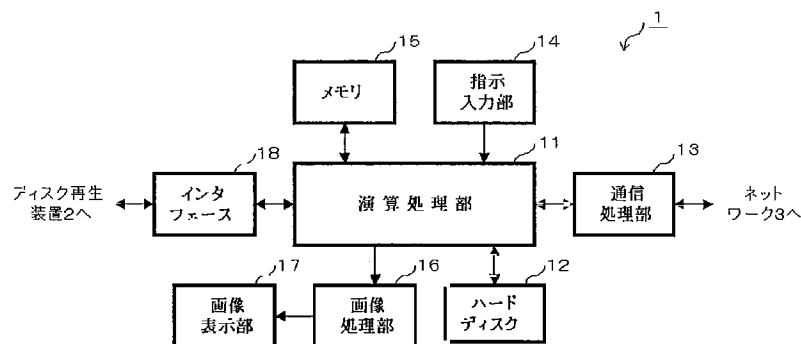 1
15
メモリ
14
指示
入力部
11
演算処理部
18
インタ
フェース
ディスク再生
装置2へ
13
通信
処理部
ネット
ワーク3へ
17
画像
表示部
16
画像
処理部
12
ハード
ディスク